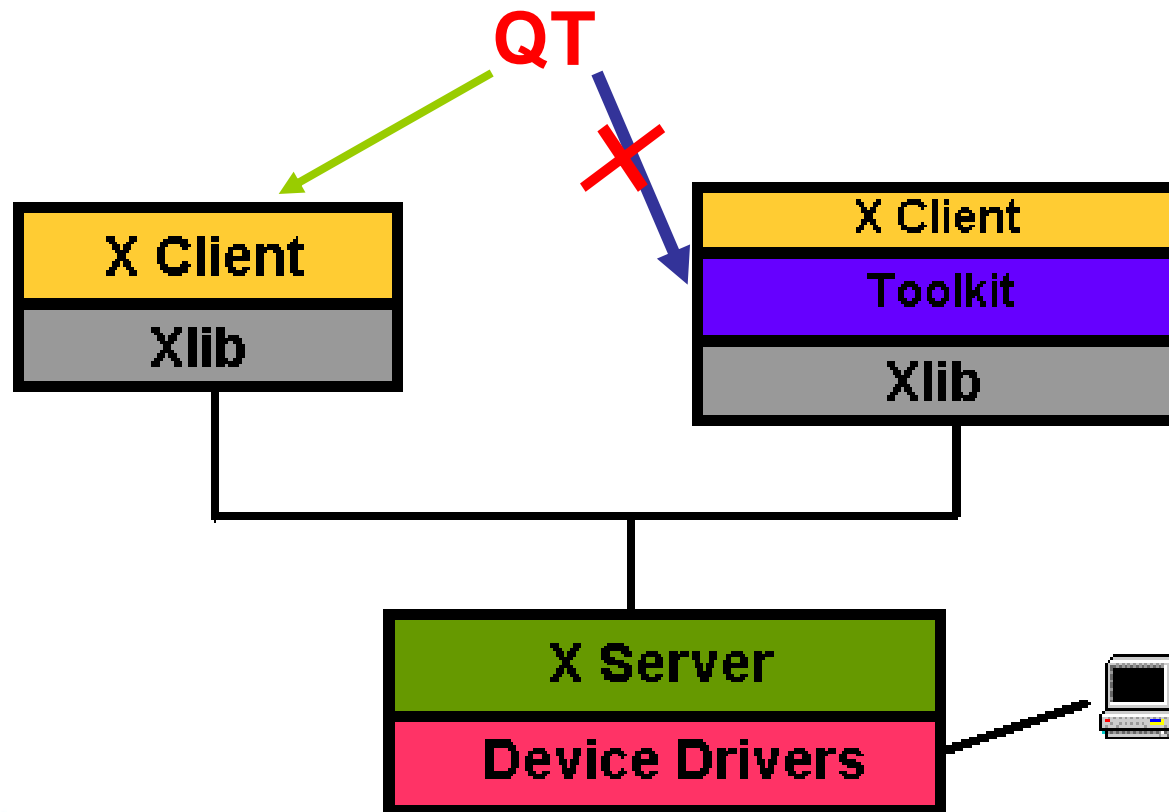 QT
X Client
Xlib
X Client
Toolkit
Xlib
X Server
Device Drivers